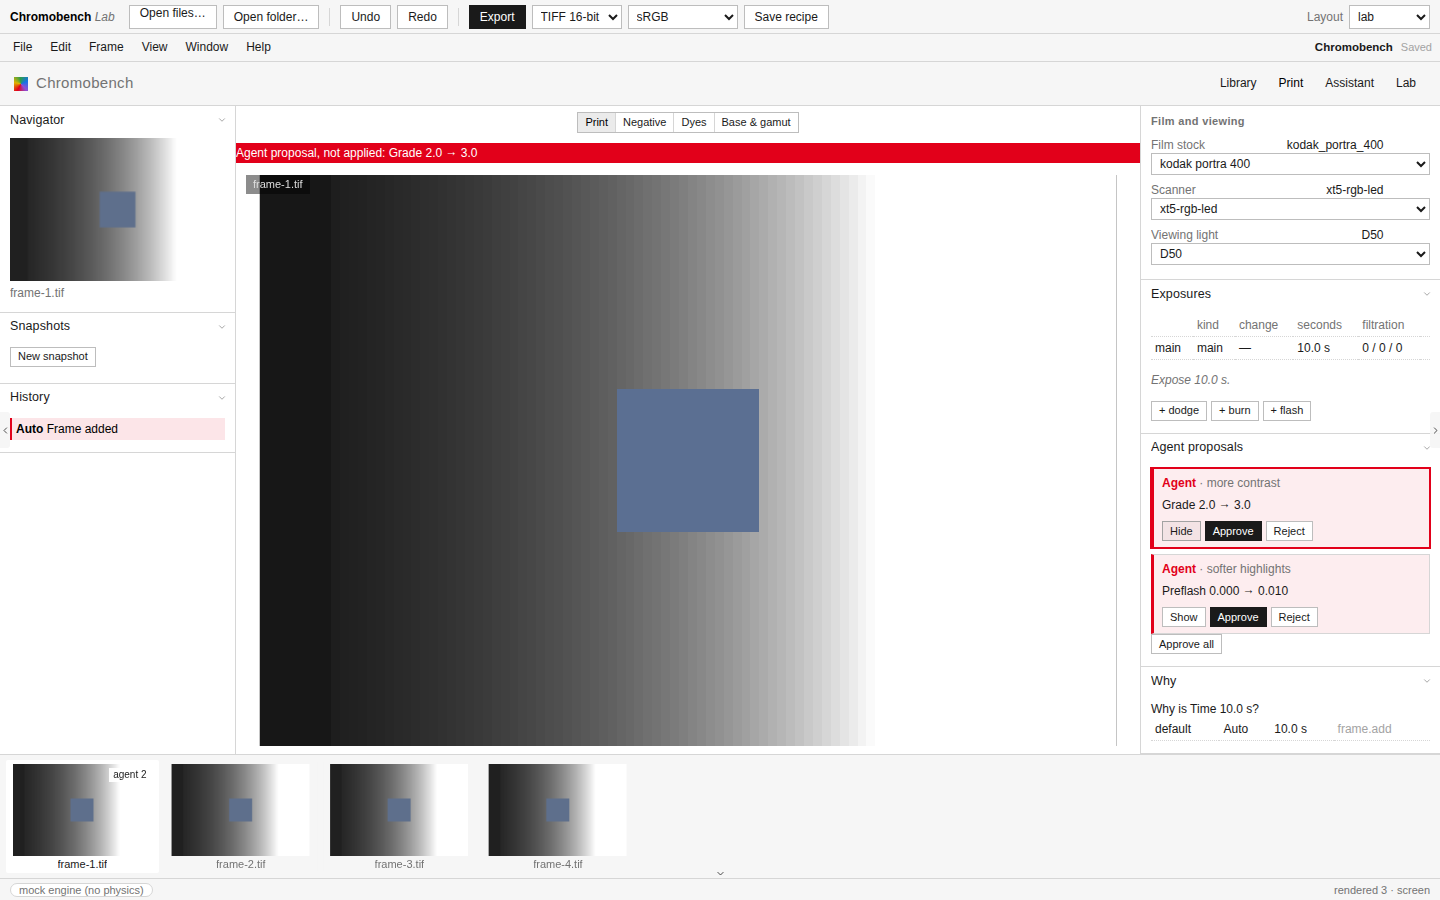 Chromobench Lab Open files… Open folder… Undo Redo Export TIFF 16-bit sRGB Save recipe Layout lab
File Edit Frame View Window Help Chromobench Saved
Chromobench Library Print Assistant Lab
Navigator
frame-1.tif
Snapshots
New snapshot
History
Auto Frame added
Print Negative Dyes Base & gamut
Agent proposal, not applied: Grade 2.0 → 3.0
frame-1.tif
Film and viewing
Film stock kodak_portra_400
kodak portra 400
Scanner xt5-rgb-led
xt5-rgb-led
Viewing light D50
D50
Exposures
kind change seconds filtration
main main — 10.0 s 0 / 0 / 0
Expose 10.0 s.
+ dodge + burn + flash
Agent proposals
Agent · more contrast
Grade 2.0 → 3.0
Hide Approve Reject
Agent · softer highlights
Preflash 0.000 → 0.010
Show Approve Reject
Approve all
Why
Why is Time 10.0 s?
default Auto 10.0 s frame.add
agent 2
frame-1.tif frame-2.tif frame-3.tif frame-4.tif
mock engine (no physics) rendered 3 · screen